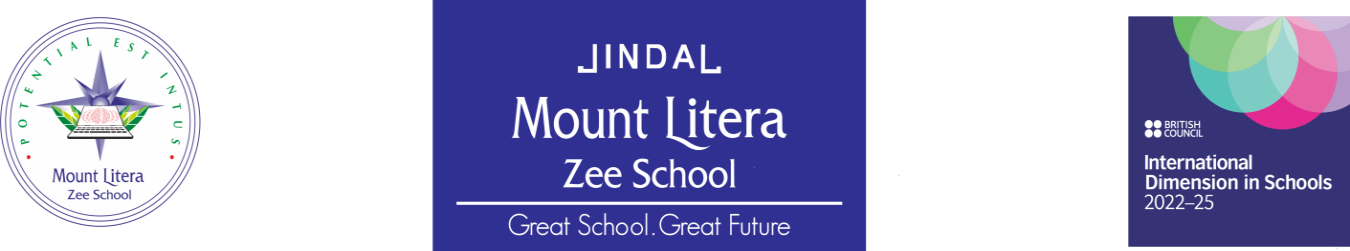 POTENTIAL EST INTUS
Mount Litera
Zee School
JINDAL
Mount Litera
Zee School
Great School. Great Future
BRITISH
COUNCIL
International
Dimension in Schools
2022–25